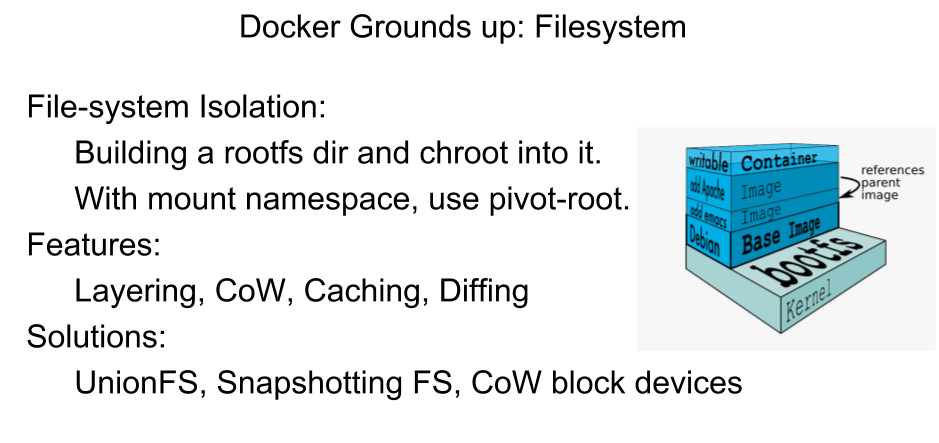 Docker Grounds up: Filesystem
File-system Isolation:
Building a rootfs dir and chroot into it.
With mount namespace, use pivot-root.
Features:
Layering, CoW, Caching, Diffing
Solutions:
UnionFS, Snapshotting FS, CoW block devices
writable Container
add Apache Image
add emacs Image
Debian Base Image
bootfs
Kernel
references
parent
image